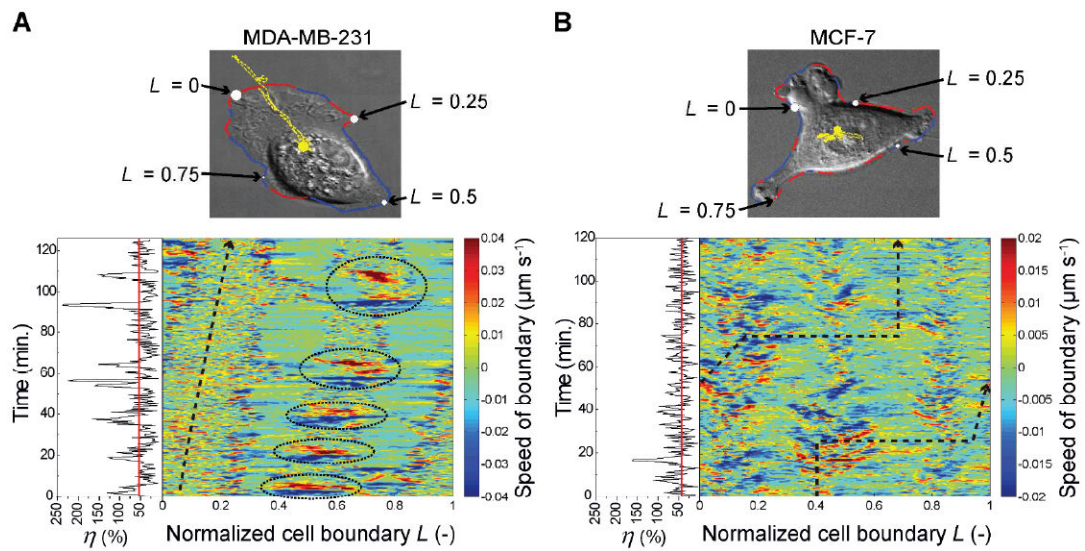 A
MDA-MB-231
L = 0
L = 0.25
L = 0.75
L = 0.5
Time (min.)
120
100
80
60
40
20
0
250
200
150
100
50
η (%)
0
0.2
0.4
0.6
0.8
1
Normalized cell boundary L (-)
0.04
0.03
0.02
0.01
0
-0.01
-0.02
-0.03
-0.04
Speed of boundary (μm s⁻¹)
B
MCF-7
L = 0
L = 0.25
L = 0.5
L = 0.75
Time (min.)
120
100
80
60
40
20
0
250
200
150
100
50
η (%)
0
0.2
0.4
0.6
0.8
1
Normalized cell boundary L (-)
0.02
0.015
0.01
0.005
0
-0.005
-0.01
-0.015
-0.02
Speed of boundary (μm s⁻¹)